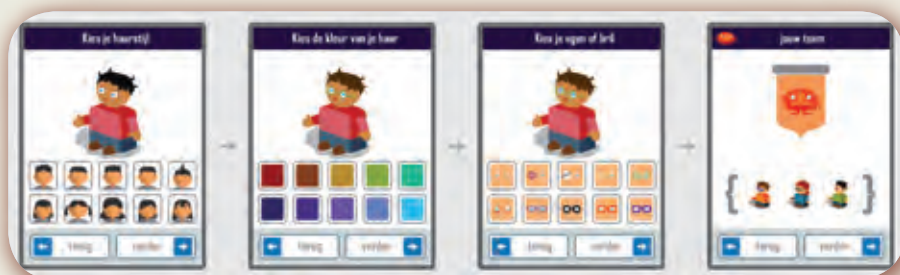 Kies je haarstijl
Kies de kleur van je haar
Kies je ogen of bril
jouw team
terug verder
terug verder
terug verder
terug verder